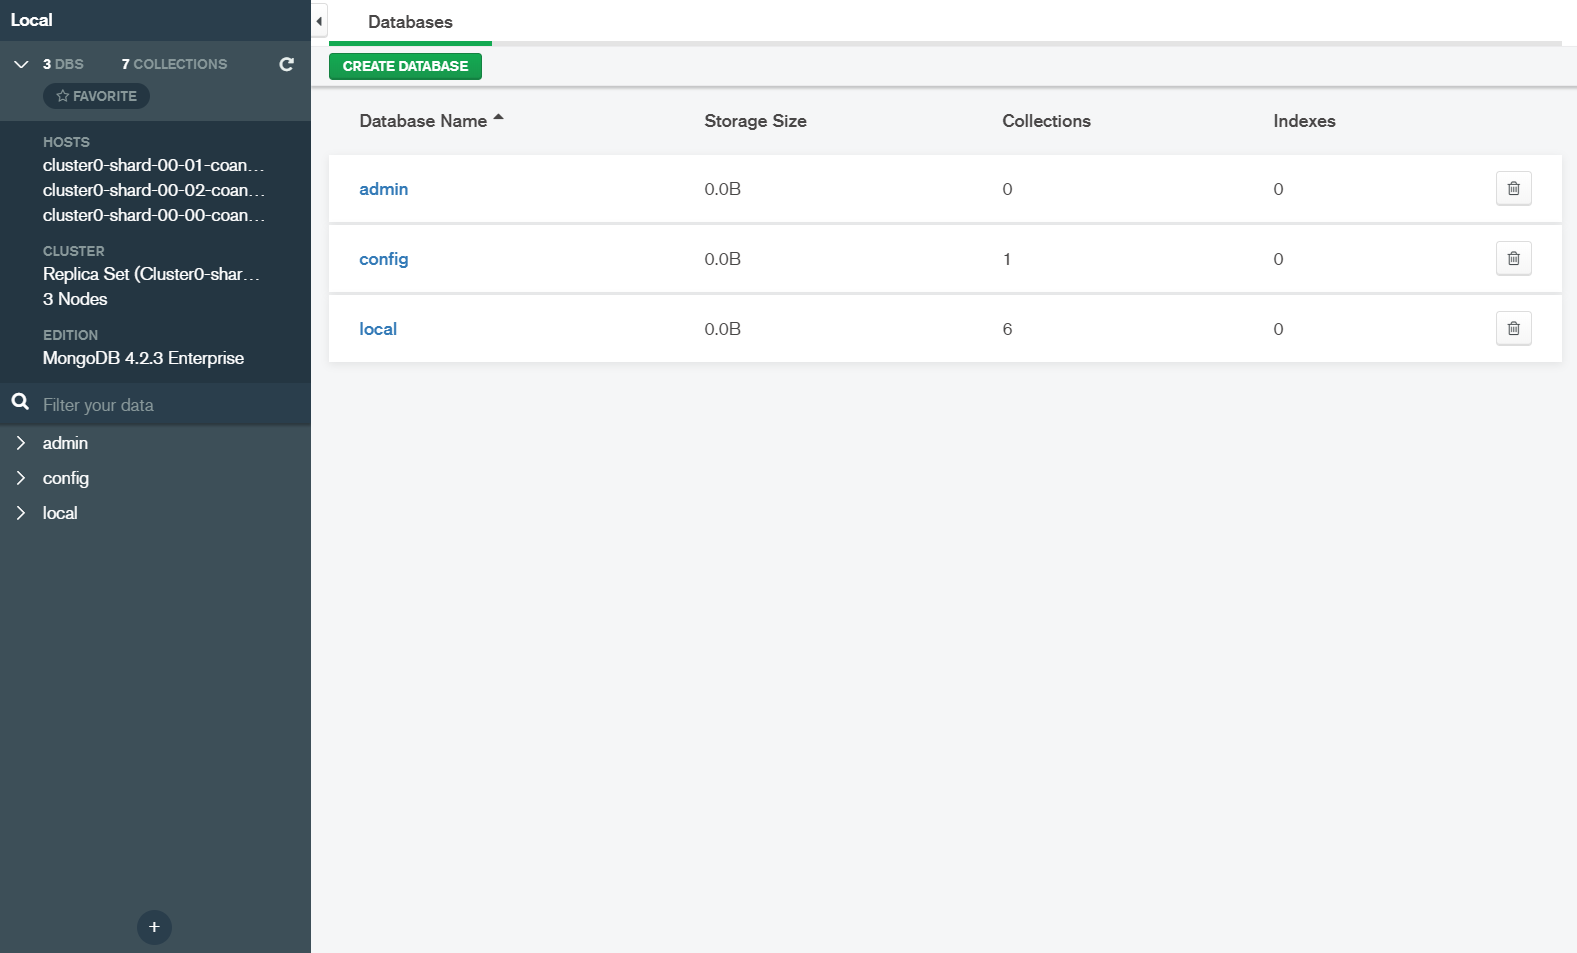 Local
3 DBS 7 COLLECTIONS
FAVORITE
HOSTS
cluster0-shard-00-01-coan...
cluster0-shard-00-02-coan...
cluster0-shard-00-00-coan...
CLUSTER
Replica Set (Cluster0-shar...
3 Nodes
EDITION
MongoDB 4.2.3 Enterprise
Filter your data
admin
config
local
+
Databases
CREATE DATABASE
Database Name Storage Size Collections Indexes
admin 0.0B 0 0
config 0.0B 1 0
local 0.0B 6 0